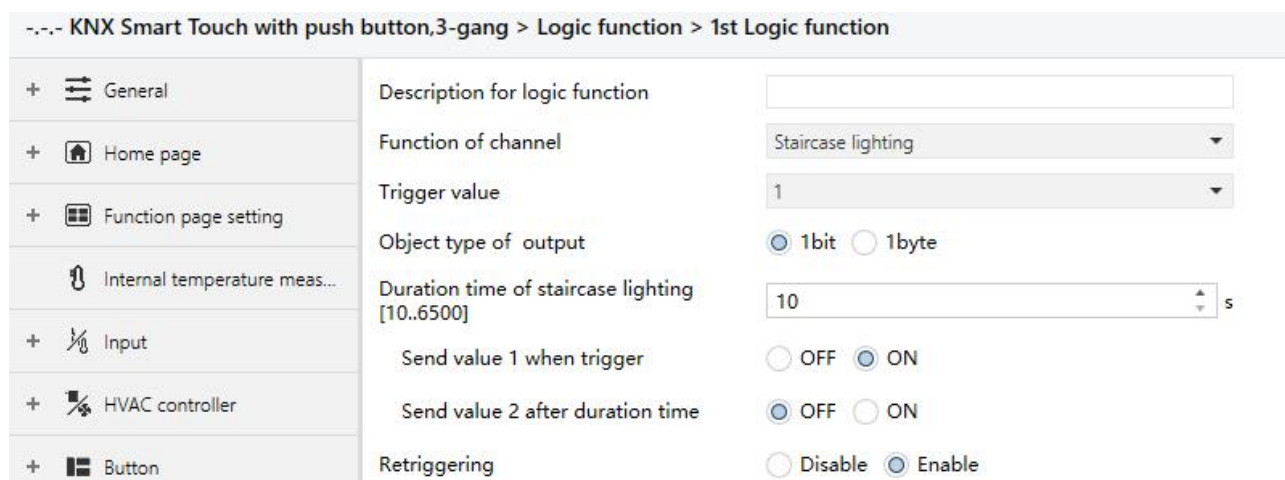 -.-.- KNX Smart Touch with push button,3-gang > Logic function > 1st Logic function
+ General
+ Home page
+ Function page setting
Internal temperature meas...
+ Input
+ HVAC controller
+ Button
Description for logic function
Function of channel Staircase lighting
Trigger value 1
Object type of output 1bit 1byte
Duration time of staircase lighting
[10..6500] 10 s
Send value 1 when trigger OFF ON
Send value 2 after duration time OFF ON
Retriggering Disable Enable